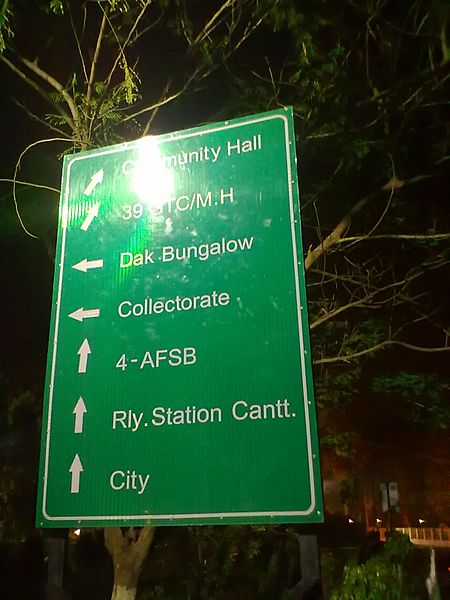 Community Hall
39 GTC/M.H
Dak Bungalow
Collectorate
4-AFSB
Rly. Station Cantt.
City